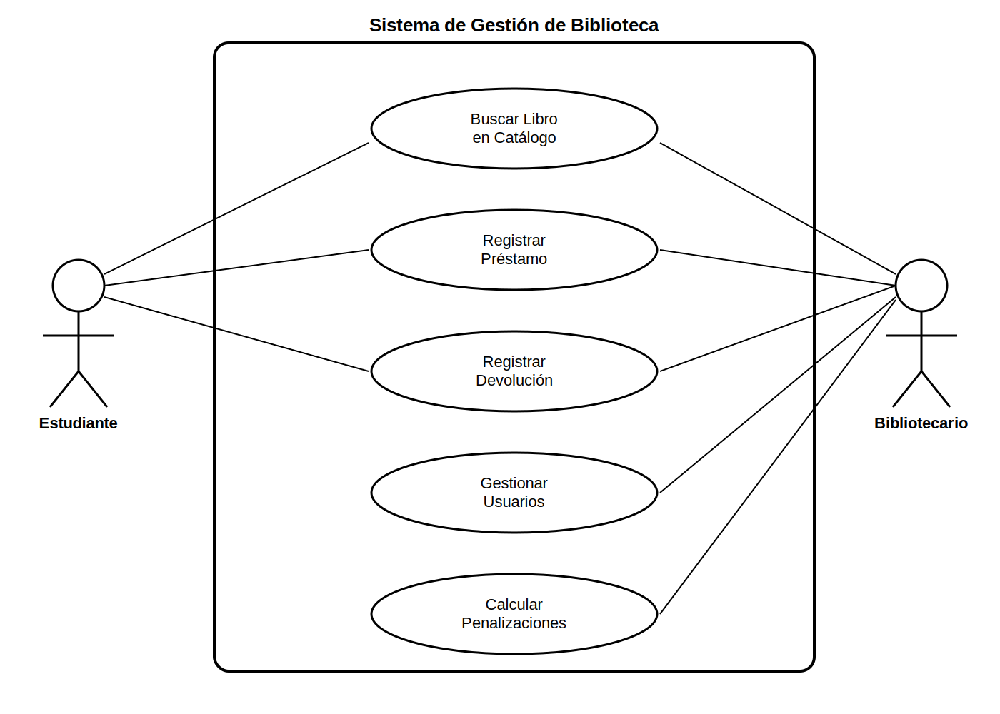 Sistema de Gestión de Biblioteca
Buscar Libro
en Catálogo
Registrar
Préstamo
Registrar
Devolución
Estudiante
Bibliotecario
Gestionar
Usuarios
Calcular
Penalizaciones